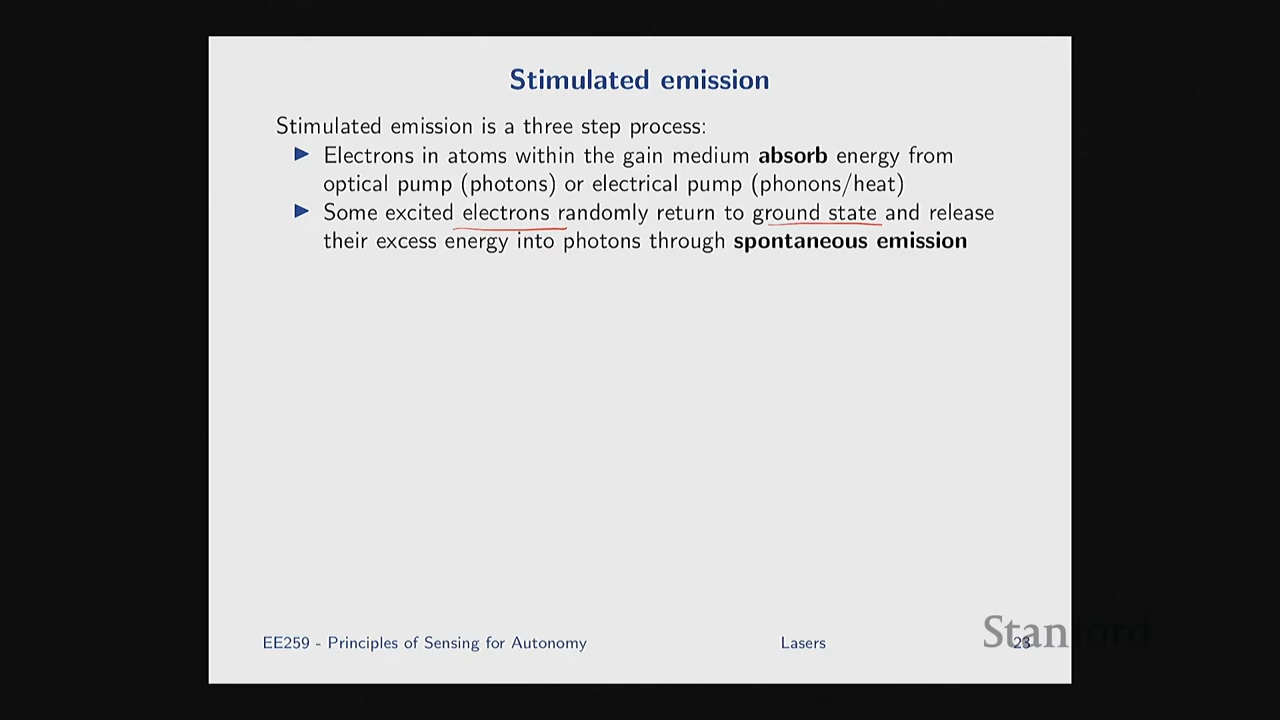 Stimulated emission
Stimulated emission is a three step process:
▶ Electrons in atoms within the gain medium absorb energy from
optical pump (photons) or electrical pump (phonons/heat)
▶ Some excited electrons randomly return to ground state and release
their excess energy into photons through spontaneous emission
EE259 - Principles of Sensing for Autonomy
Lasers
23
Stanford